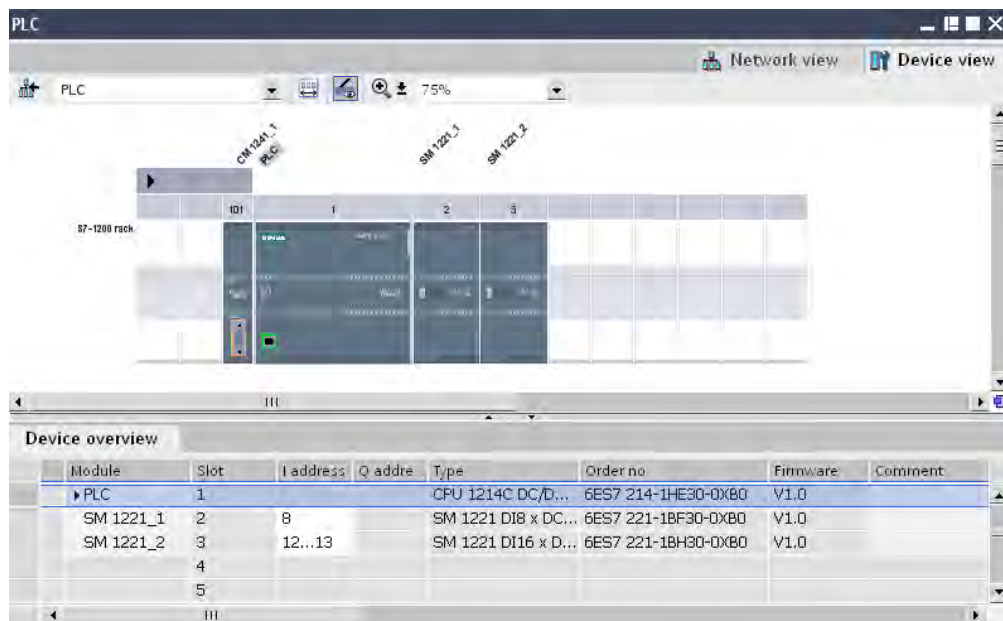 PLC
Network view Device view
PLC 75%
CM 1241_1 PLC SM 1221_1 SM 1221_2
101 1 2 3
S7-1200 rack
Device overview
Module Slot I address Q addre Type Order no Firmware Comment
PLC 1 CPU 1214C DC/D... 6ES7 214-1HE30-0XB0 V1.0
SM 1221_1 2 8 SM 1221 DI8 x DC... 6ES7 221-1BF30-0XB0 V1.0
SM 1221_2 3 12...13 SM 1221 DI16 x D... 6ES7 221-1BH30-0XB0 V1.0
4
5